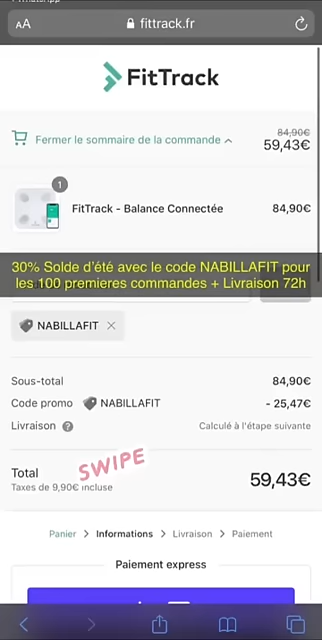 AA
fittrack.fr
FitTrack
Fermer le sommaire de la commande
84,90€
59,43€
1
FitTrack - Balance Connectée
84,90€
30% Solde d'été avec le code NABILLAFIT pour
les 100 premieres commandes + Livraison 72h
NABILLAFIT ×
Sous-total
84,90€
Code promo NABILLAFIT
- 25,47€
Livraison ?
Calculé à l'étape suivante
Total
Taxes de 9,90€ incluse
59,43€
SWIPE
Panier > Informations > Livraison > Paiement
Paiement express